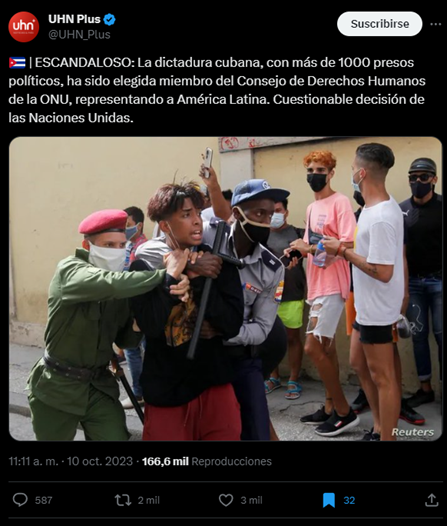 uhn
UHN Plus
@UHN_Plus
Suscribirse
| ESCANDALOSO: La dictadura cubana, con más de 1000 presos
políticos, ha sido elegida miembro del Consejo de Derechos Humanos
de la ONU, representando a América Latina. Cuestionable decisión de
las Naciones Unidas.
Reuters
11:11 a. m. · 10 oct. 2023 · 166,6 mil Reproducciones
587
2 mil
3 mil
32